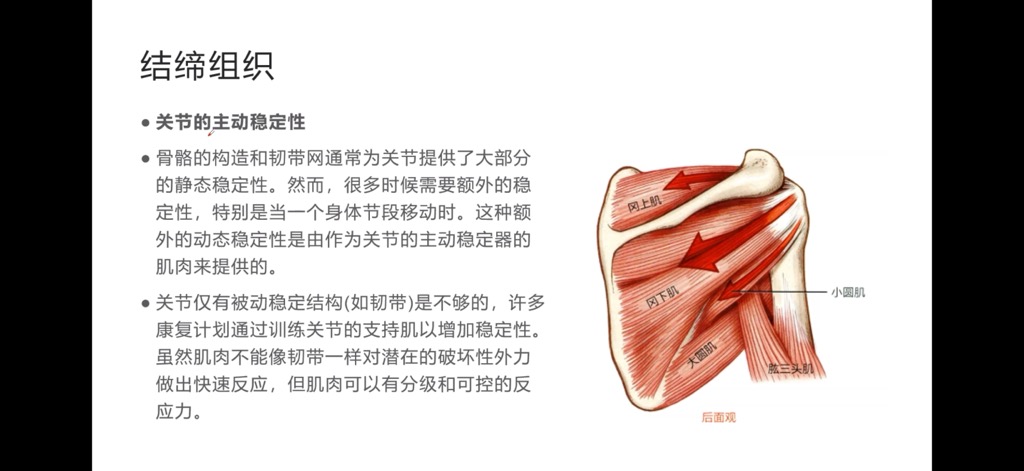 结缔组织
● 关节的主动稳定性
● 骨骼的构造和韧带网通常为关节提供了大部分
的静态稳定性。然而，很多时候需要额外的稳
定性，特别是当一个身体节段移动时。这种额
外的动态稳定性是由作为关节的主动稳定器的
肌肉来提供的。
● 关节仅有被动稳定结构(如韧带)是不够的，许多
康复计划通过训练关节的支持肌以增加稳定性。
虽然肌肉不能像韧带一样对潜在的破坏性外力
做出快速反应，但肌肉可以有分级和可控的反
应力。
冈上肌
冈下肌
小圆肌
大圆肌
肱三头肌
后面观